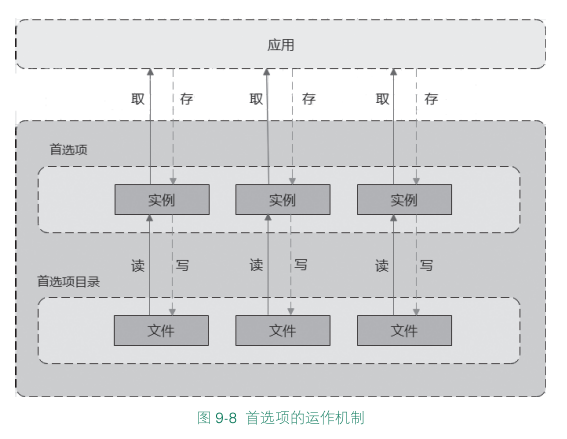 应用
取 存 取 存 取 存
首选项
实例 实例 实例
读 写 读 写 读 写
首选项目录
文件 文件 文件
图 9-8 首选项的运作机制